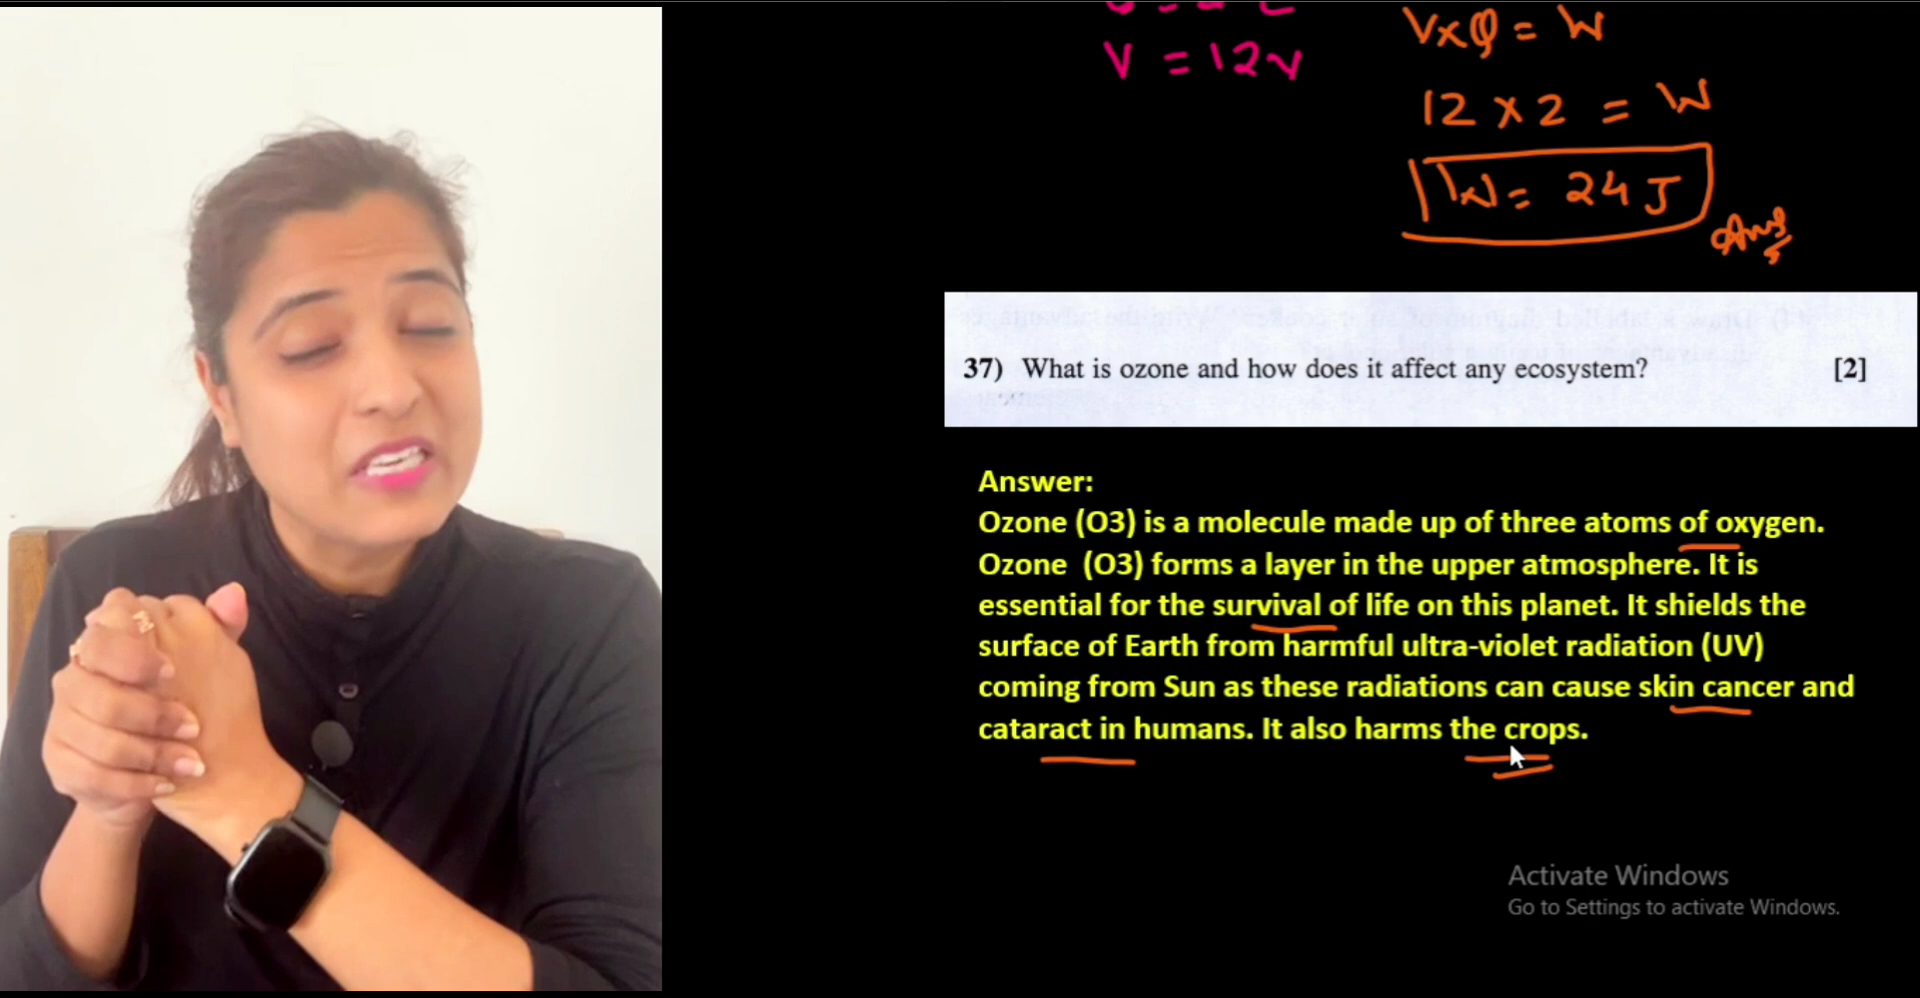 V = 12v
V×Q = W
12 × 2 = W
W = 24 J
Ans
37) What is ozone and how does it affect any ecosystem? [2]
Answer:
Ozone (O3) is a molecule made up of three atoms of oxygen.
Ozone (O3) forms a layer in the upper atmosphere. It is
essential for the survival of life on this planet. It shields the
surface of Earth from harmful ultra-violet radiation (UV)
coming from Sun as these radiations can cause skin cancer and
cataract in humans. It also harms the crops.
Activate Windows
Go to Settings to activate Windows.